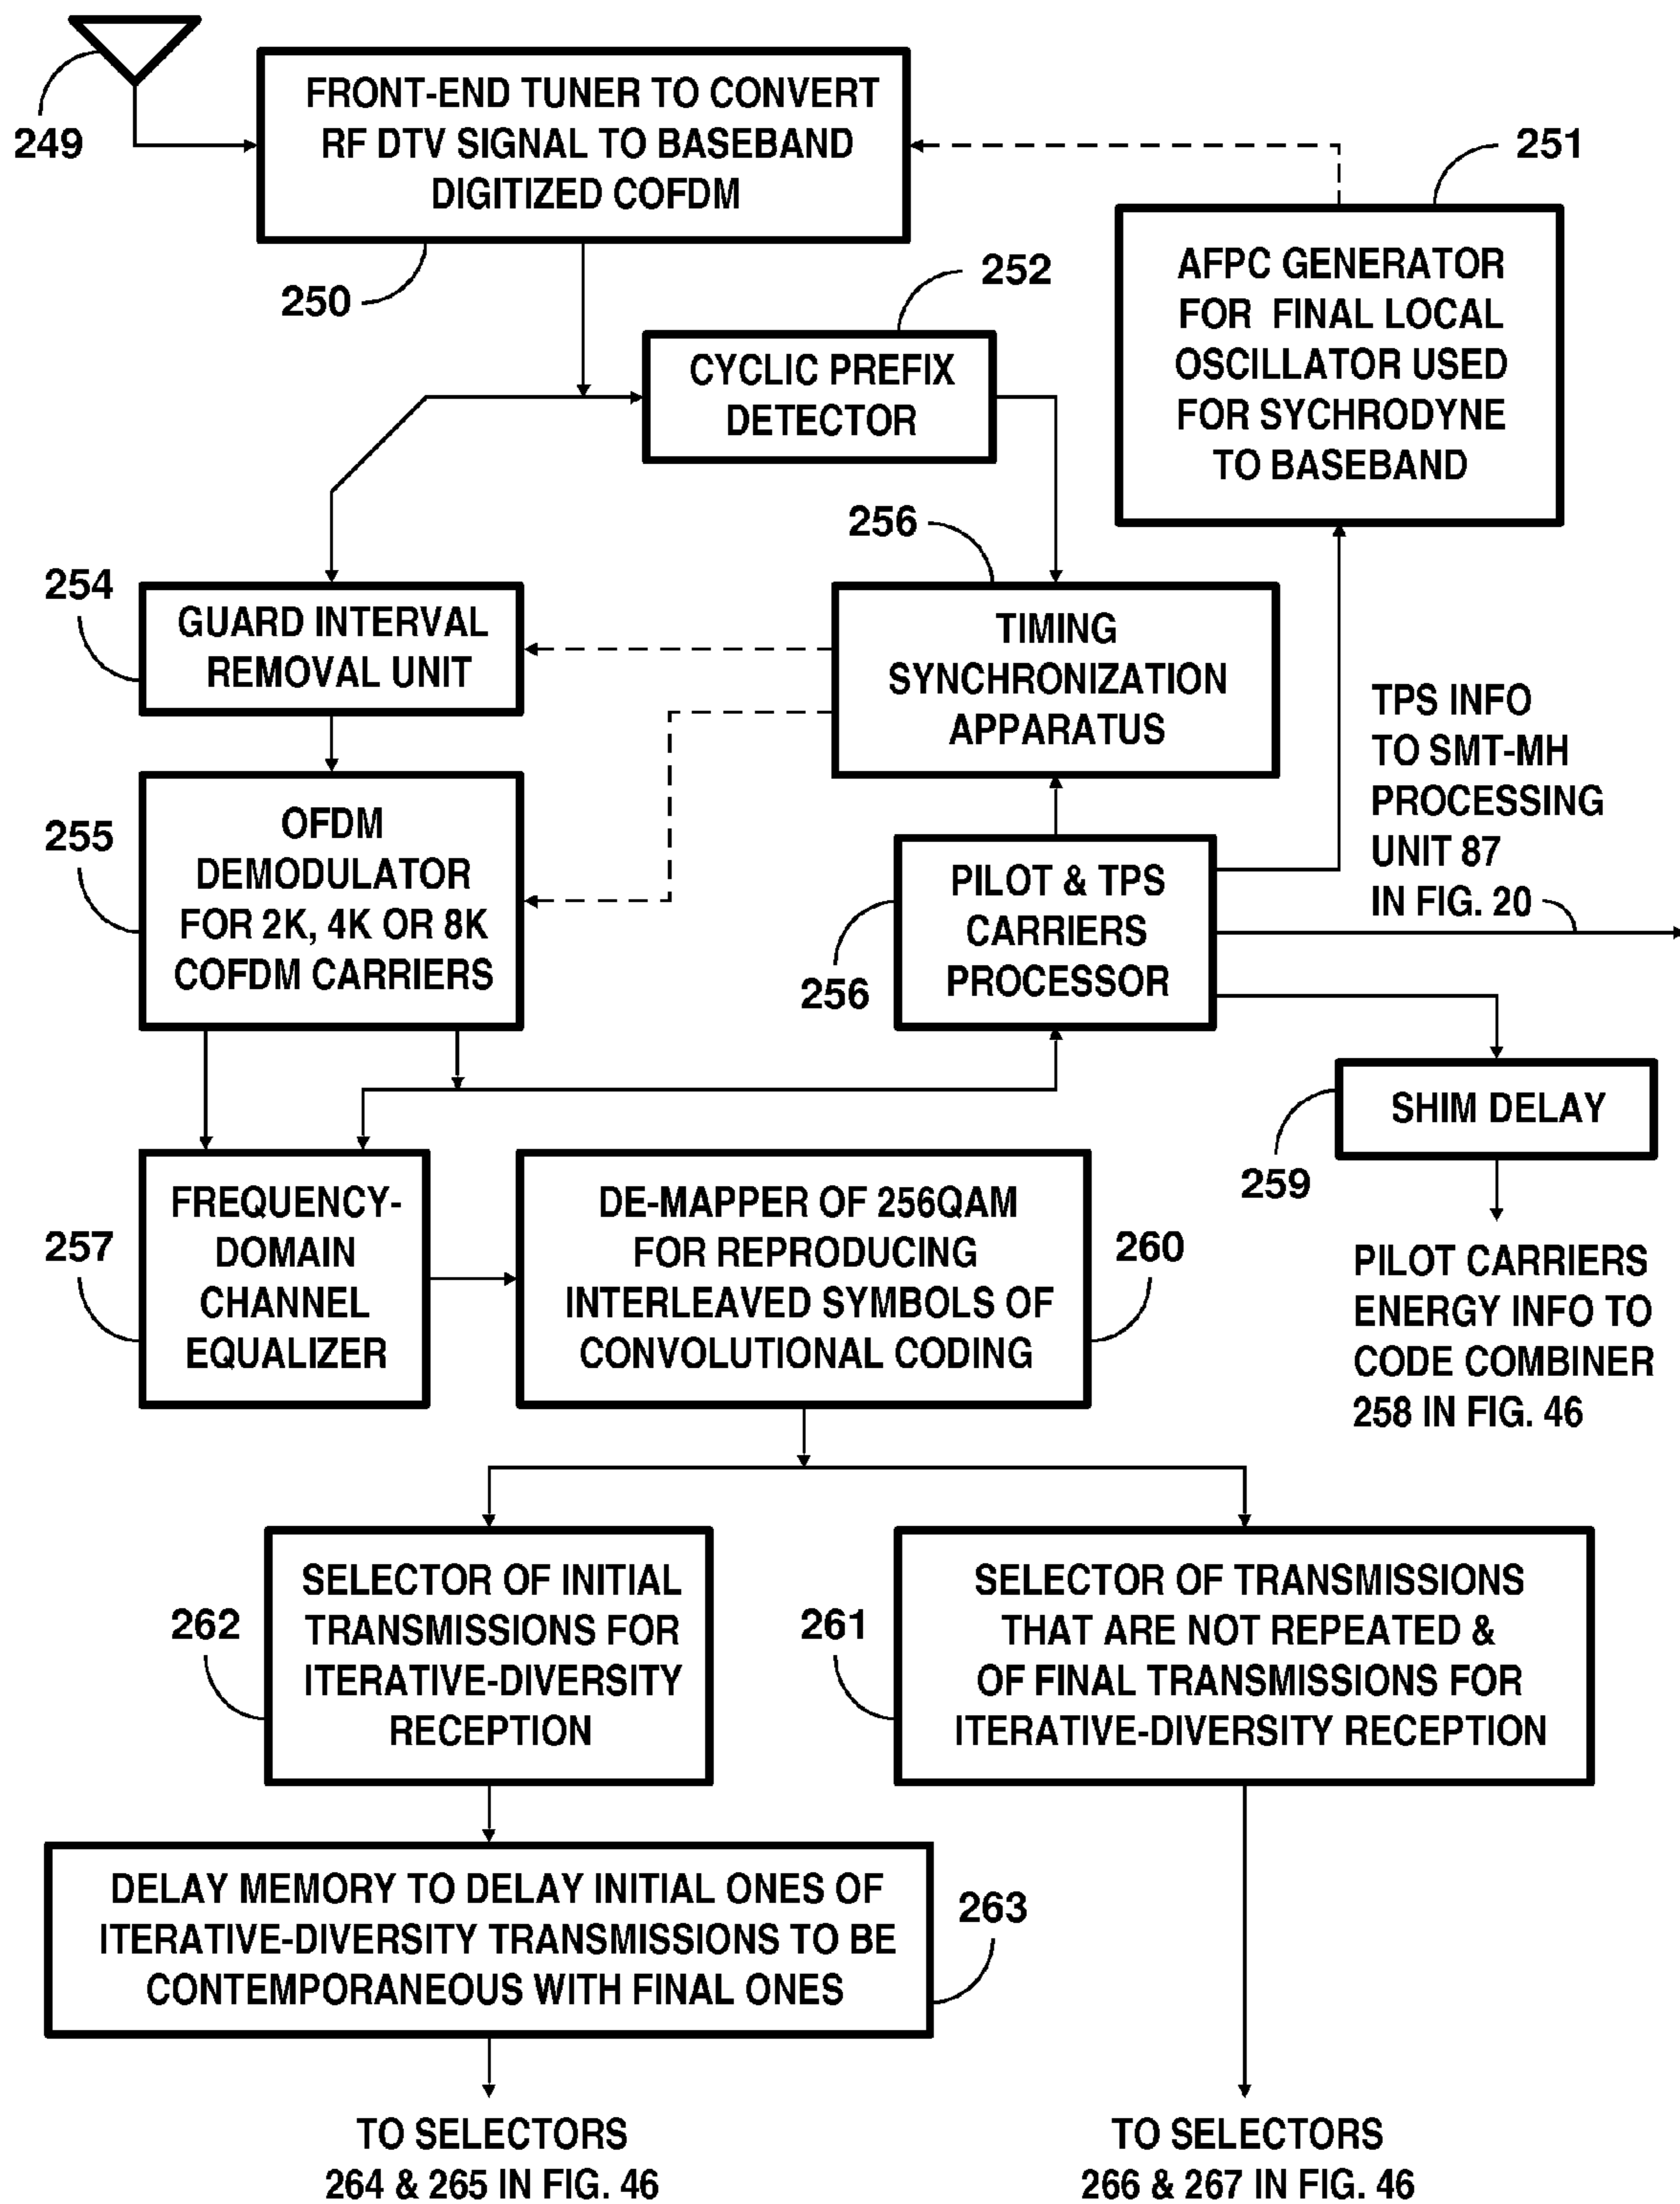 249
FRONT-END TUNER TO CONVERT
RF DTV SIGNAL TO BASEBAND
DIGITIZED COFDM
250
251
AFPC GENERATOR
FOR FINAL LOCAL
OSCILLATOR USED
FOR SYCHRODYNE
TO BASEBAND
252
CYCLIC PREFIX
DETECTOR
254
GUARD INTERVAL
REMOVAL UNIT
256
TIMING
SYNCHRONIZATION
APPARATUS
TPS INFO
TO SMT-MH
PROCESSING
UNIT 87
IN FIG. 20
255
OFDM
DEMODULATOR
FOR 2K, 4K OR 8K
COFDM CARRIERS
256
PILOT & TPS
CARRIERS
PROCESSOR
259
SHIM DELAY
PILOT CARRIERS
ENERGY INFO TO
CODE COMBINER
258 IN FIG. 46
257
FREQUENCY-
DOMAIN
CHANNEL
EQUALIZER
260
DE-MAPPER OF 256QAM
FOR REPRODUCING
INTERLEAVED SYMBOLS OF
CONVOLUTIONAL CODING
262
SELECTOR OF INITIAL
TRANSMISSIONS FOR
ITERATIVE-DIVERSITY
RECEPTION
261
SELECTOR OF TRANSMISSIONS
THAT ARE NOT REPEATED &
OF FINAL TRANSMISSIONS FOR
ITERATIVE-DIVERSITY RECEPTION
DELAY MEMORY TO DELAY INITIAL ONES OF
ITERATIVE-DIVERSITY TRANSMISSIONS TO BE
CONTEMPORANEOUS WITH FINAL ONES
263
TO SELECTORS
264 & 265 IN FIG. 46
TO SELECTORS
266 & 267 IN FIG. 46